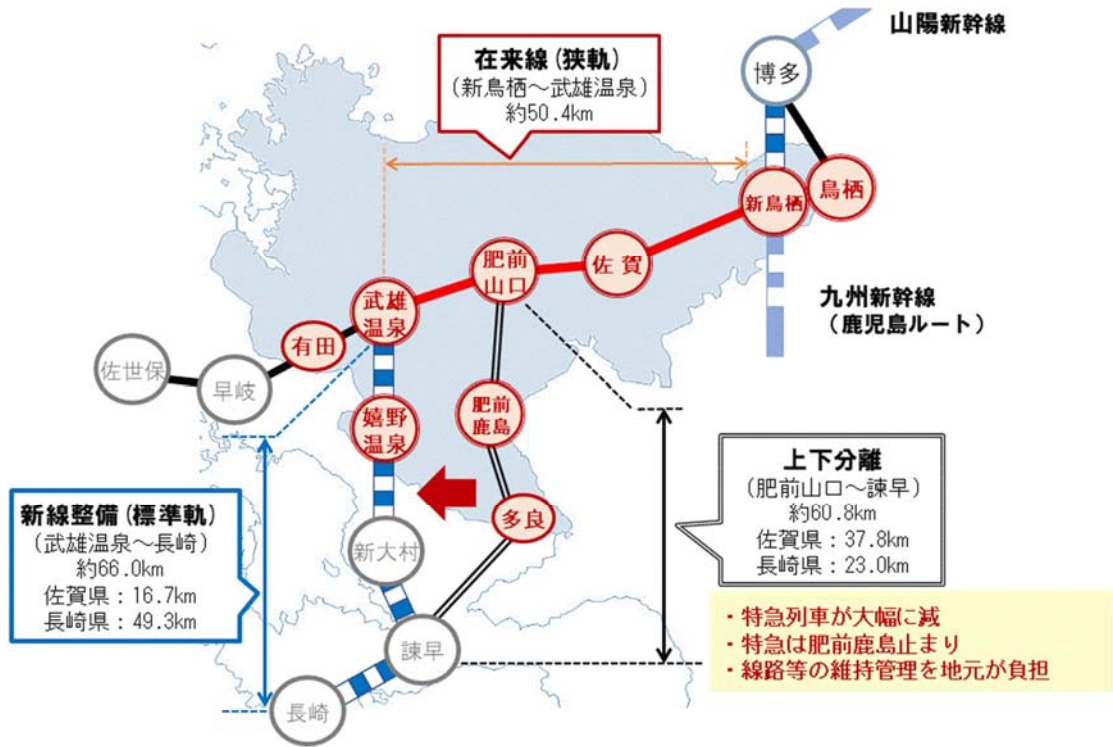 山陽新幹線
博多
在来線(狭軌)
(新鳥栖~武雄温泉)
約50.4km
新鳥栖
鳥栖
佐賀
肥前
山口
武雄
温泉
有田
佐世保
早岐
九州新幹線
(鹿児島ルート)
嬉野
温泉
肥前
鹿島
新線整備(標準軌)
(武雄温泉~長崎)
約66.0km
佐賀県:16.7km
長崎県:49.3km
多良
新大村
諫早
長崎
上下分離
(肥前山口~諫早)
約60.8km
佐賀県:37.8km
長崎県:23.0km
・特急列車が大幅に減
・特急は肥前鹿島止まり
・線路等の維持管理を地元が負担